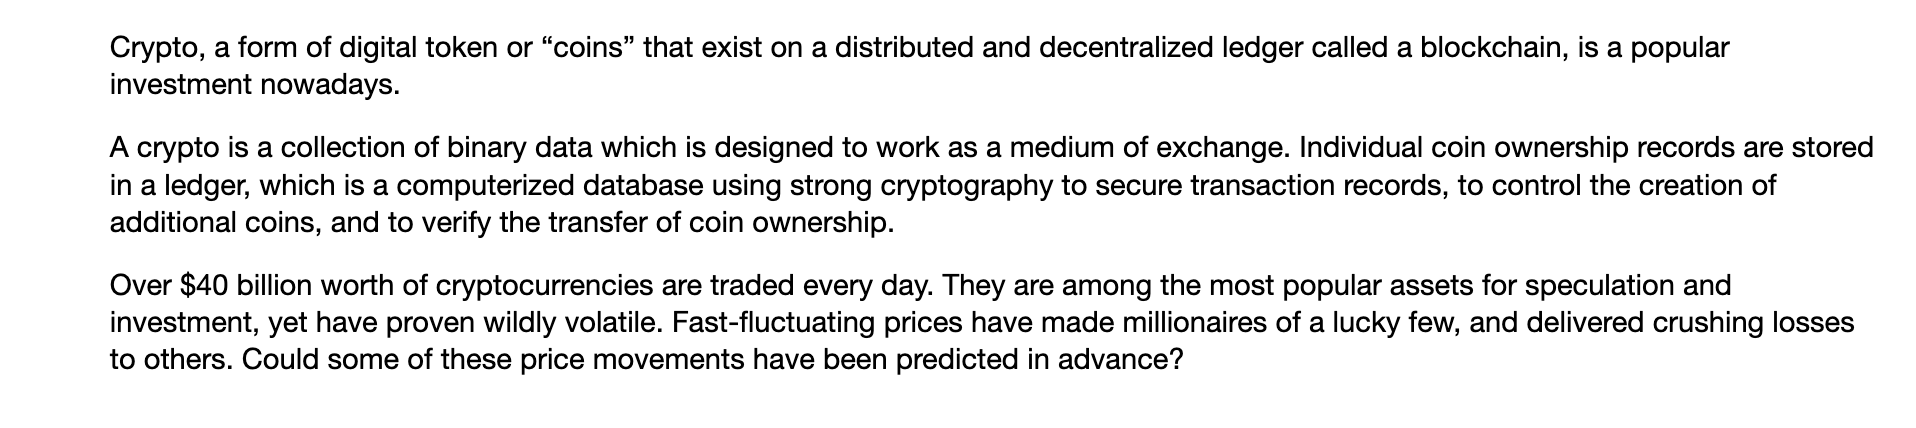 Crypto, a form of digital token or “coins” that exist on a distributed and decentralized ledger called a blockchain, is a popular
investment nowadays.
A crypto is a collection of binary data which is designed to work as a medium of exchange. Individual coin ownership records are stored
in a ledger, which is a computerized database using strong cryptography to secure transaction records, to control the creation of
additional coins, and to verify the transfer of coin ownership.
Over $40 billion worth of cryptocurrencies are traded every day. They are among the most popular assets for speculation and
investment, yet have proven wildly volatile. Fast-fluctuating prices have made millionaires of a lucky few, and delivered crushing losses
to others. Could some of these price movements have been predicted in advance?